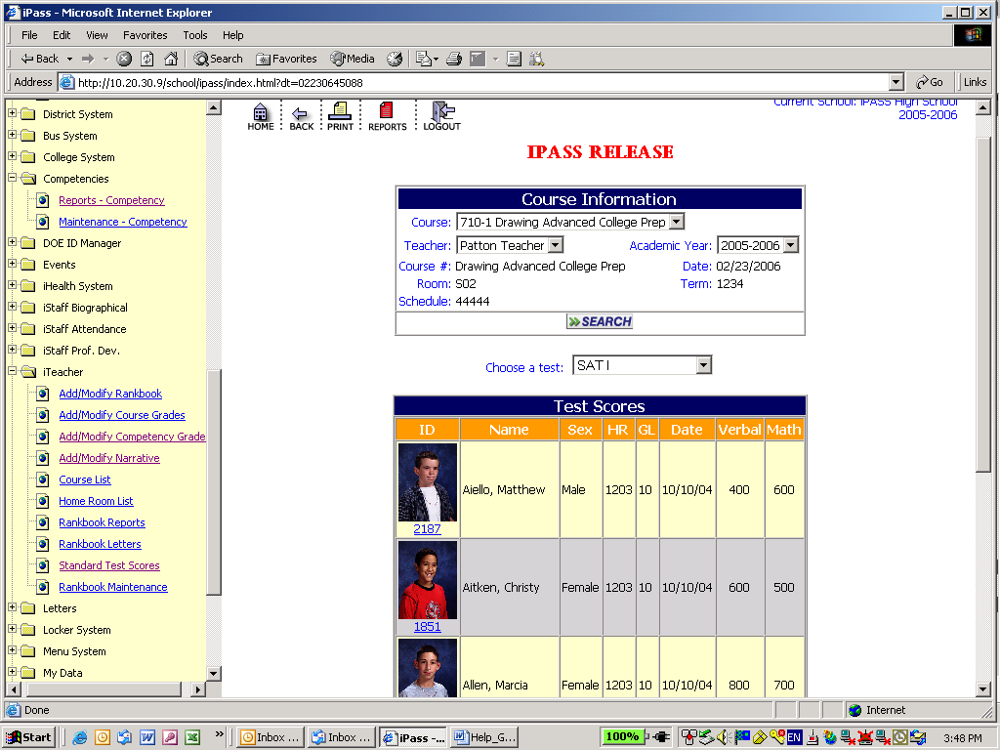 iPass - Microsoft Internet Explorer
File Edit View Favorites Tools Help
Back Search Favorites Media
Address http://10.20.30.9/school/ipass/index.html?dt=02230645088 Go Links
District System
Bus System
College System
Competencies
Reports - Competency
Maintenance - Competency
DOE ID Manager
Events
iHealth System
iStaff Biographical
iStaff Attendance
iStaff Prof. Dev.
iTeacher
Add/Modify Rankbook
Add/Modify Course Grades
Add/Modify Competency Grade
Add/Modify Narrative
Course List
Home Room List
Rankbook Reports
Rankbook Letters
Standard Test Scores
Rankbook Maintenance
Letters
Locker System
Menu System
My Data
HOME BACK PRINT REPORTS LOGOUT
Current School: iPASS High School
2005-2006
IPASS RELEASE
Course Information
Course: 710-1 Drawing Advanced College Prep
Teacher: Patton Teacher Academic Year: 2005-2006
Course #: Drawing Advanced College Prep Date: 02/23/2006
Room: S02 Term: 1234
Schedule: 44444
SEARCH
Choose a test: SAT I
Test Scores
ID Name Sex HR GL Date Verbal Math
2187 Aiello, Matthew Male 1203 10 10/10/04 400 600
1851 Aitken, Christy Female 1203 10 10/10/04 600 500
Allen, Marcia Female 1203 10 10/10/04 800 700
Done Internet
Start » Inbox ... Inbox ... iPass -... Help_G... 100% EN 3:48 PM